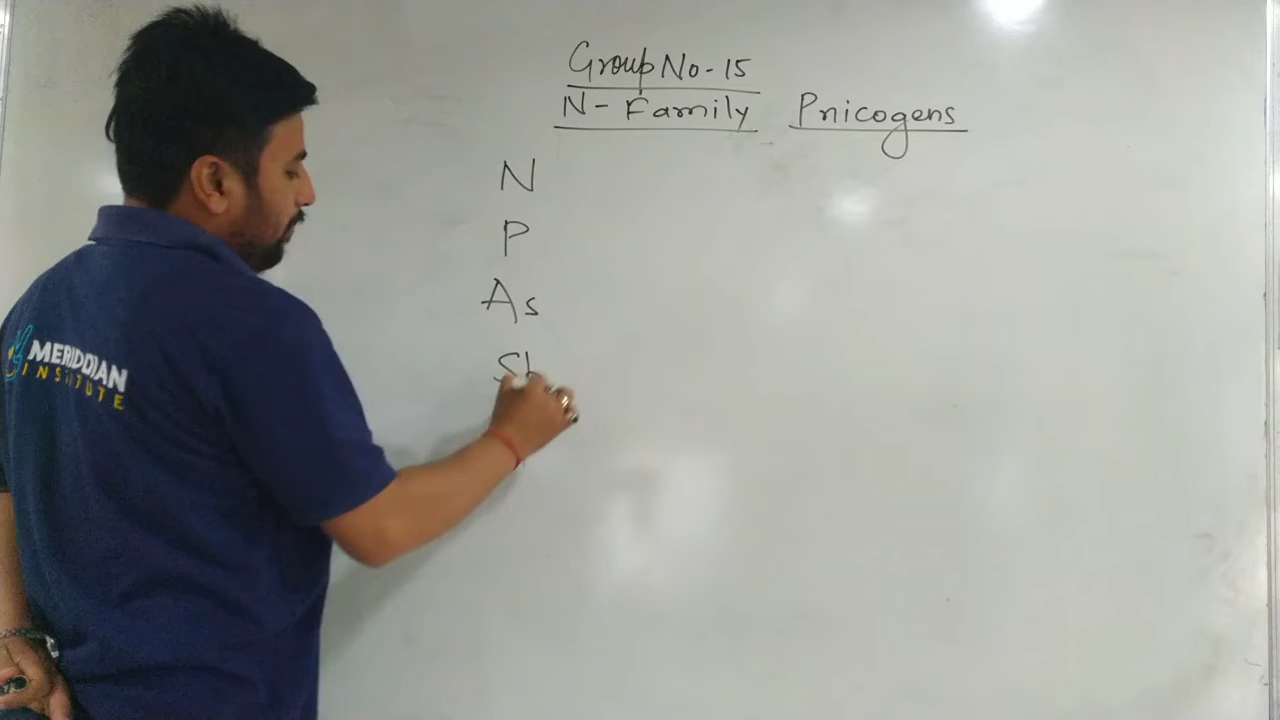 Group No-15
N- Family Pnicogens
N
P
As
MERIDDIAN
INSTITUTE